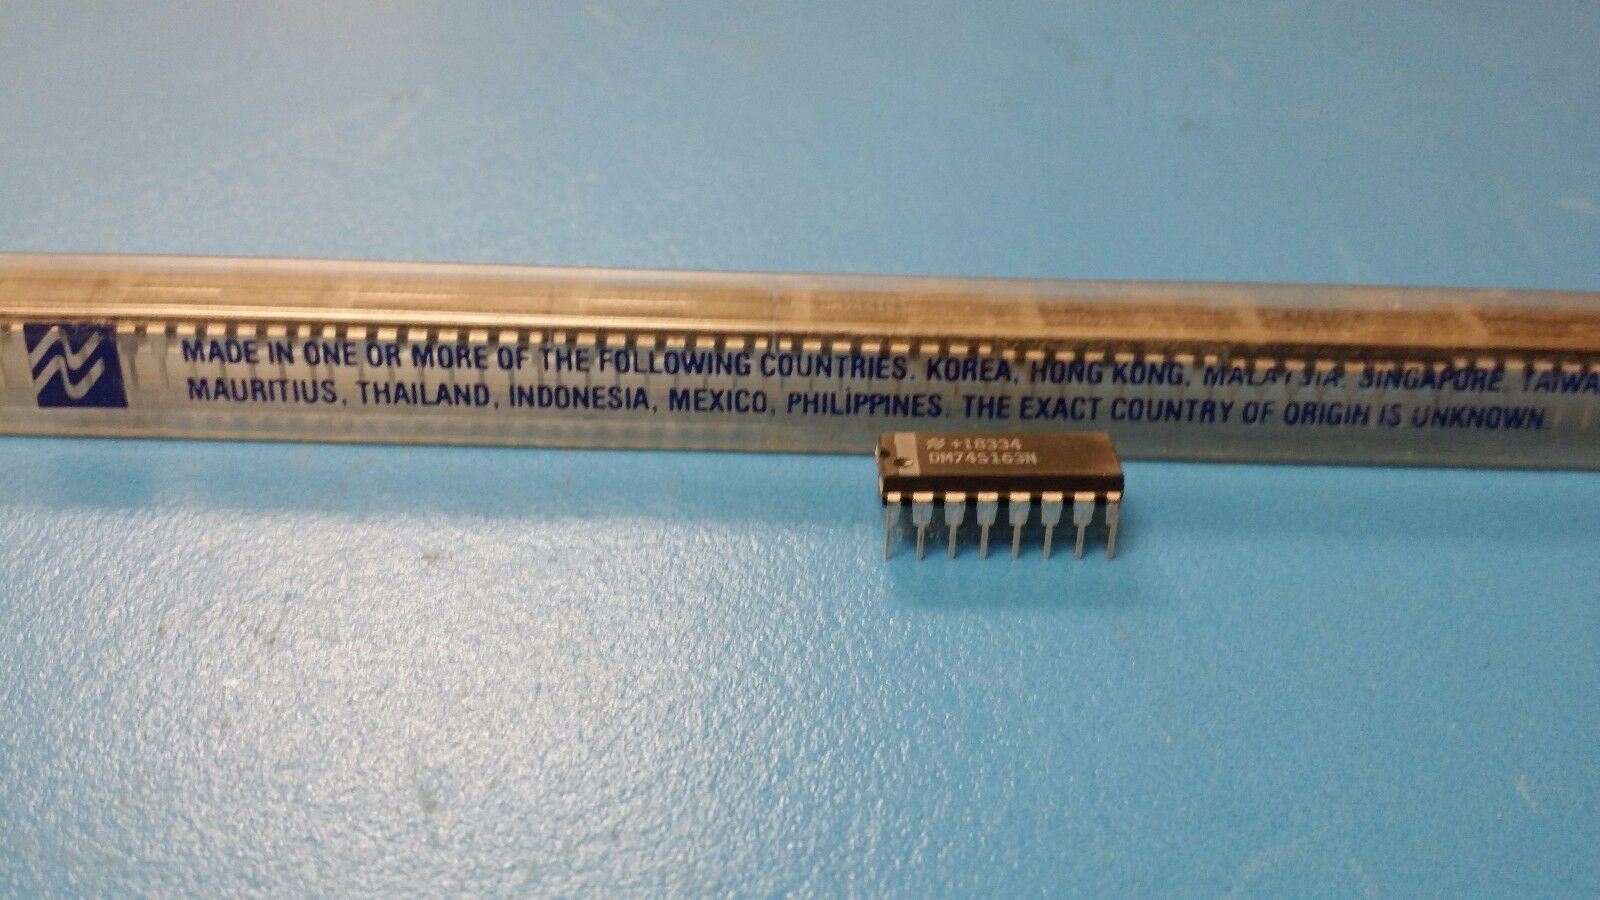 MADE IN ONE OR MORE OF THE FOLLOWING COUNTRIES. KOREA, HONG KONG, MALAYSIA, SINGAPORE, TAIWA
MAURITIUS, THAILAND, INDONESIA, MEXICO, PHILIPPINES. THE EXACT COUNTRY OF ORIGIN IS UNKNOWN.
+18334
DM74S163N